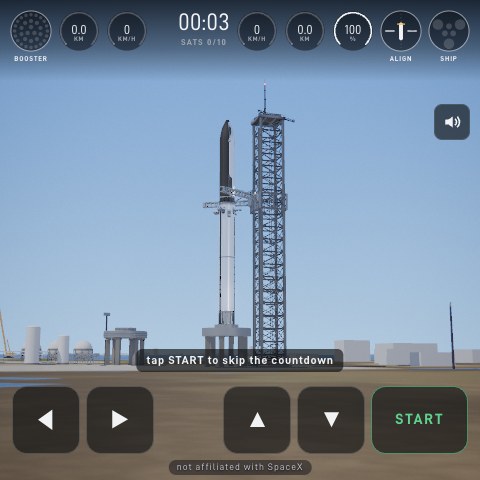 00:03
SATS 0/10
0.0
KM
0
KM/H
0
KM/H
0.0
KM
100
%
BOOSTER
ALIGN
SHIP
tap START to skip the countdown
START
not affiliated with SpaceX